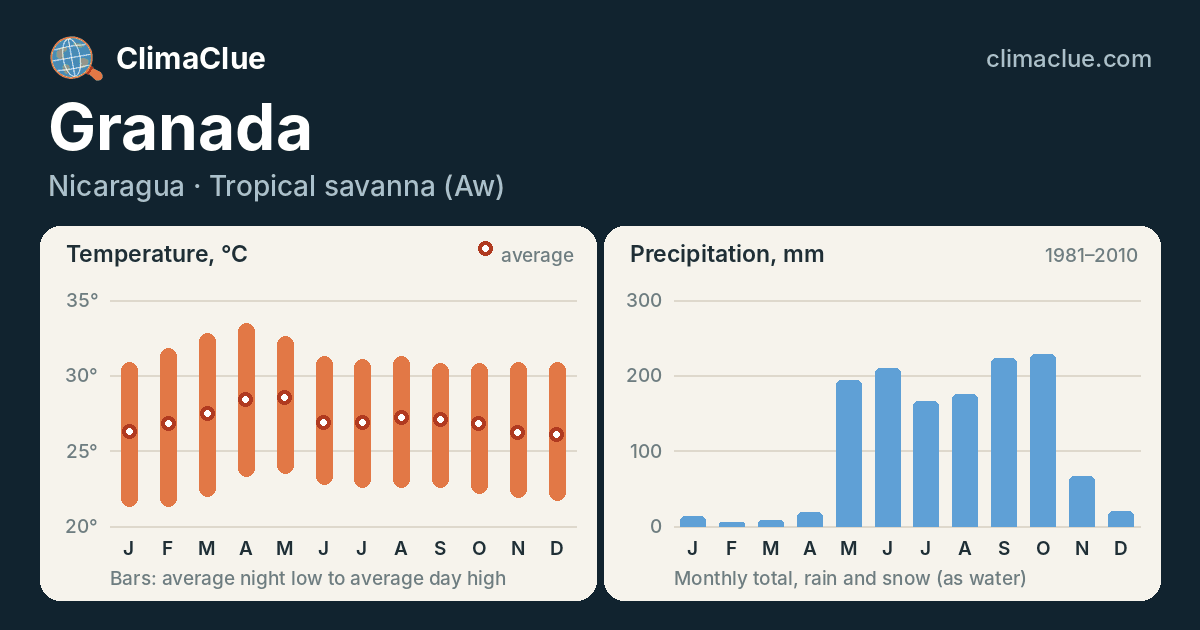 ClimaClue
climaclue.com
Granada
Nicaragua · Tropical savanna (Aw)
Temperature, °C
average
35°
30°
25°
20°
J F M A M J J A S O N D
Bars: average night low to average day high
Precipitation, mm
1981–2010
300
200
100
0
J F M A M J J A S O N D
Monthly total, rain and snow (as water)